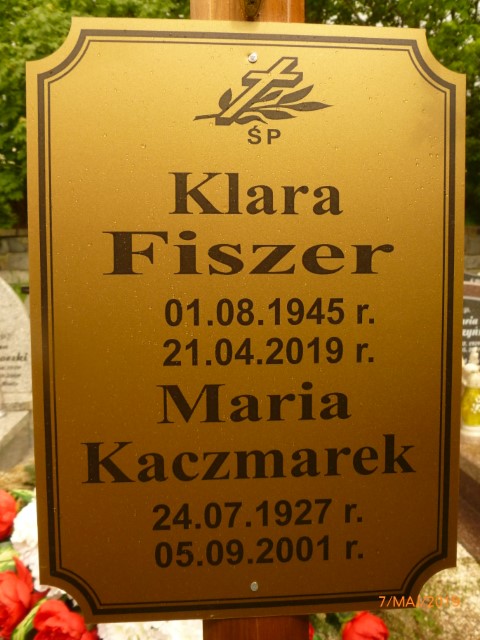 ŚP
Klara
Fiszer
01.08.1945 r.
21.04.2019 r.
Maria
Kaczmarek
24.07.1927 r.
05.09.2001 r.